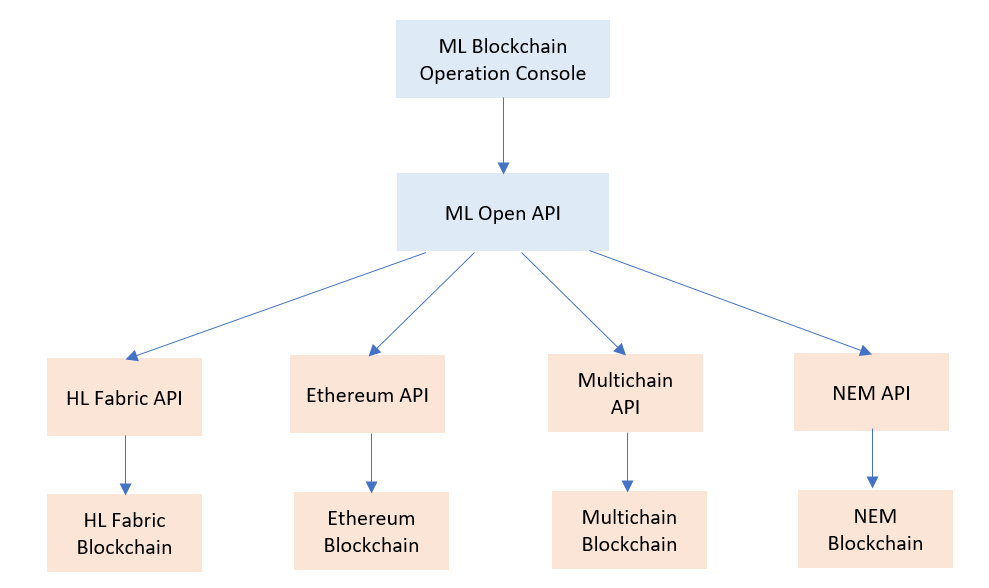 ML Blockchain
Operation Console
ML Open API
HL Fabric API
Ethereum API
Multichain
API
NEM API
HL Fabric
Blockchain
Ethereum
Blockchain
Multichain
Blockchain
NEM
Blockchain